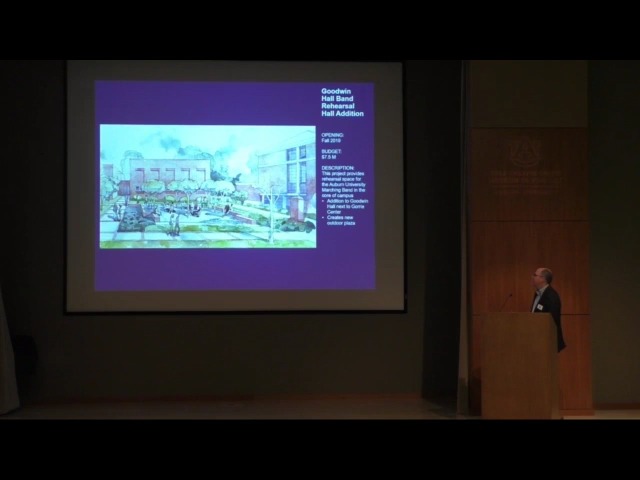 Goodwin
Hall Band
Rehearsal
Hall Addition
OPENING:
Fall 2019
BUDGET:
$7.5 M
DESCRIPTION:
This project provides
rehearsal space for
the Auburn University
Marching Band in the
core of campus
• Addition to Goodwin
Hall next to Gorrie
Center
• Creates new
outdoor plaza